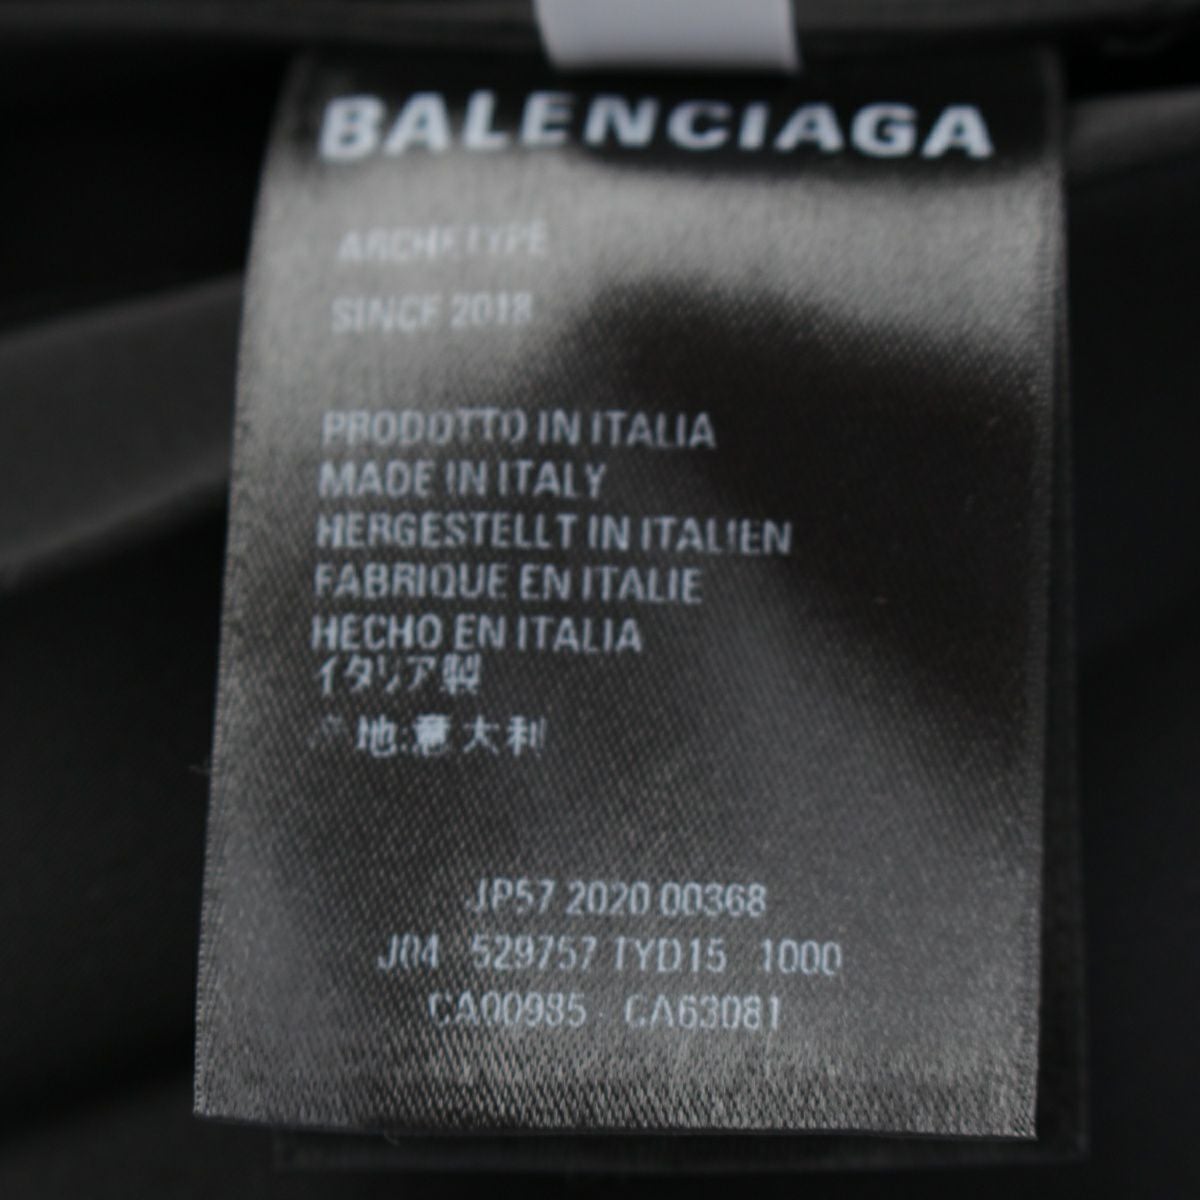 BALENCIAGA
ARCHETYPE
SINCE 2018
PRODOTTO IN ITALIA
MADE IN ITALY
HERGESTELLT IN ITALIEN
FABRIQUE EN ITALIE
HECHO EN ITALIA
イタリア製
地:意大利
JP57 2020 00368
J04 529757 TYD15 1000
CA00985 CA63081